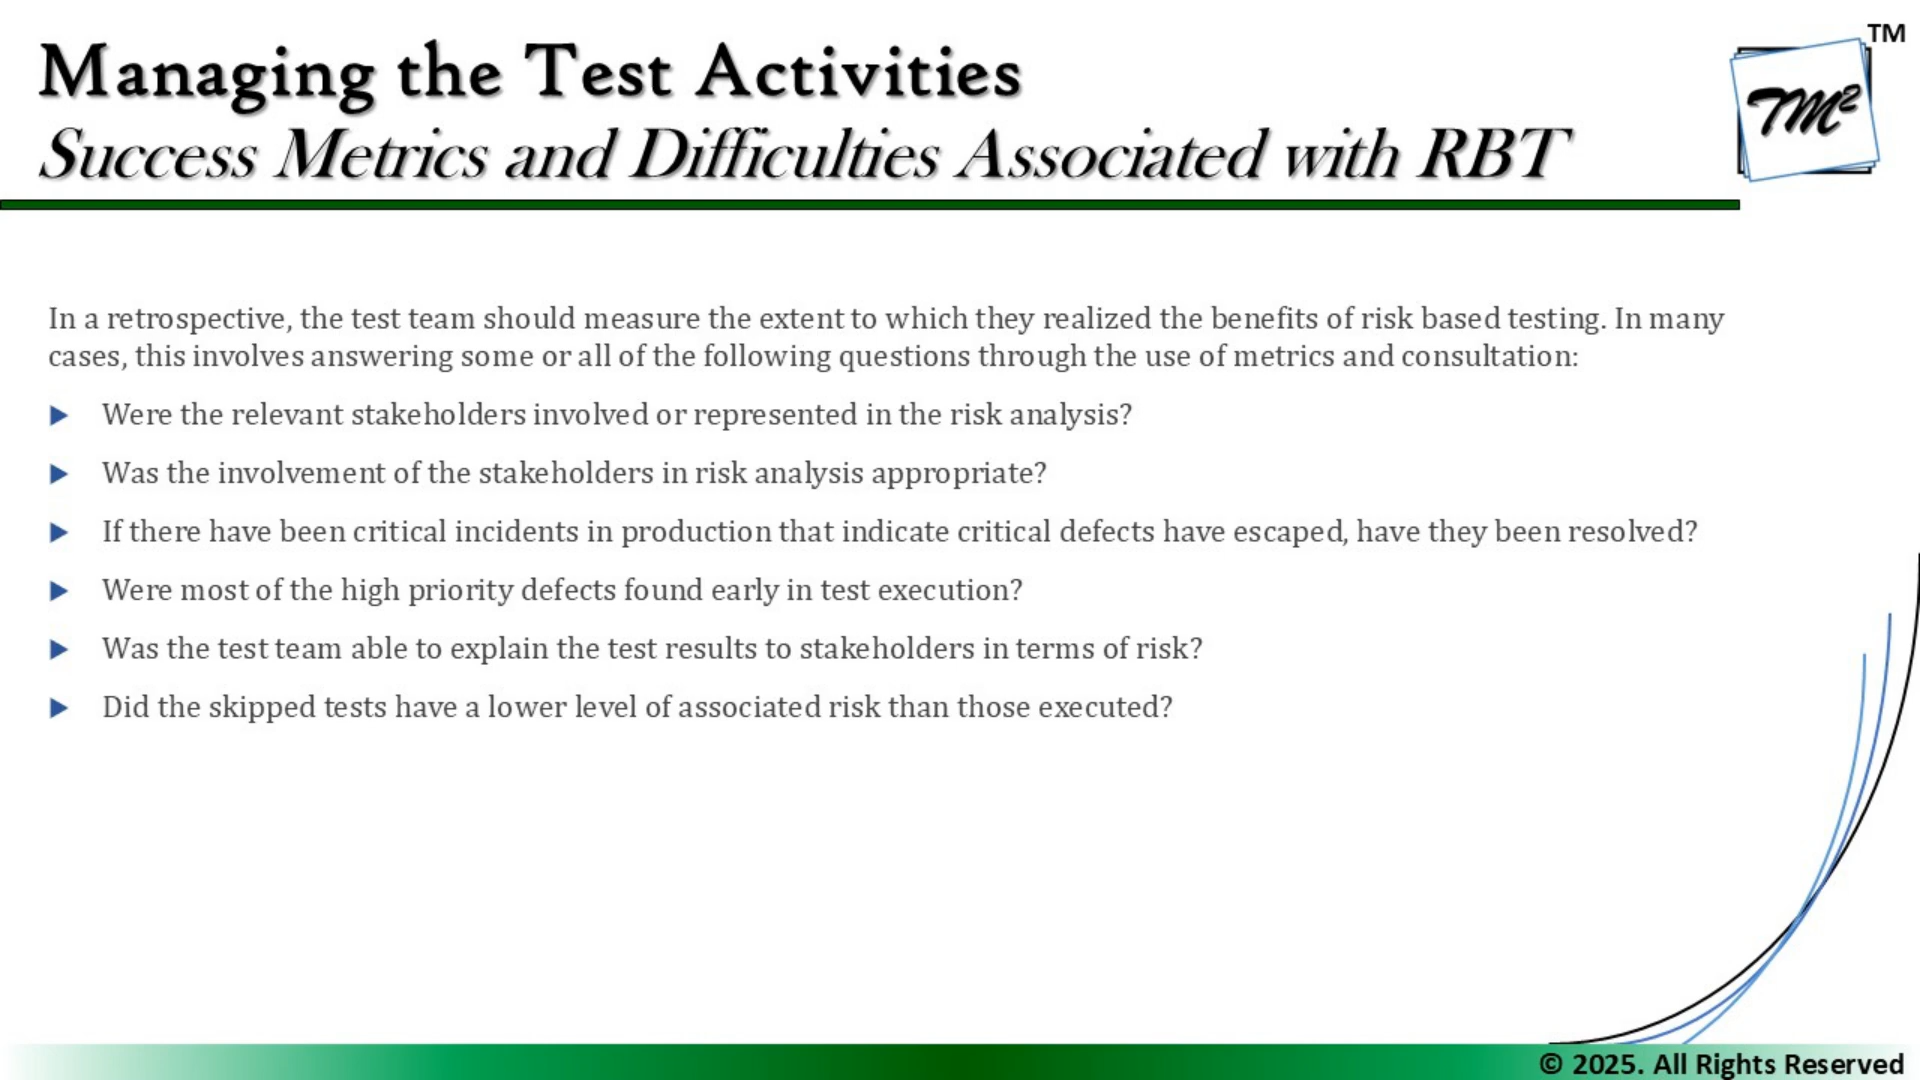 Managing the Test Activities
Success Metrics and Difficulties Associated with RBT
TM
TM²
In a retrospective, the test team should measure the extent to which they realized the benefits of risk based testing. In many
cases, this involves answering some or all of the following questions through the use of metrics and consultation:
Were the relevant stakeholders involved or represented in the risk analysis?
Was the involvement of the stakeholders in risk analysis appropriate?
If there have been critical incidents in production that indicate critical defects have escaped, have they been resolved?
Were most of the high priority defects found early in test execution?
Was the test team able to explain the test results to stakeholders in terms of risk?
Did the skipped tests have a lower level of associated risk than those executed?
© 2025. All Rights Reserved